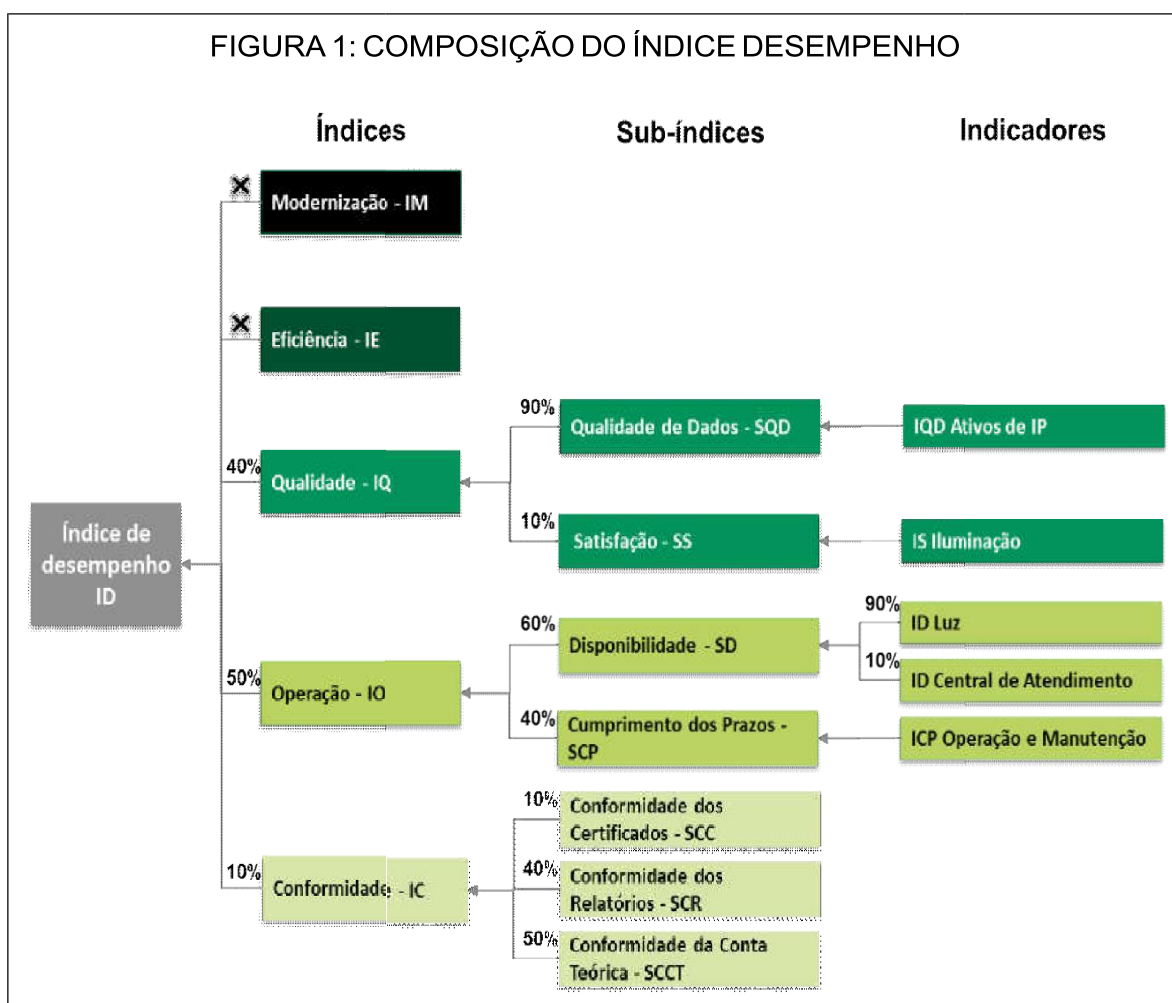 FIGURA 1: COMPOSIÇÃO DO ÍNDICE DESEMPENHO
Índices
Sub-índices
Indicadores
×
Modernização - IM
×
Eficiência - IE
90%
Qualidade de Dados - SQD
IQD Ativos de IP
40%
Qualidade - IQ
10%
Satisfação - SS
IS Iluminação
Índice de
desempenho
ID
90%
ID Luz
60%
Disponibilidade - SD
10%
ID Central de Atendimento
50%
Operação - IO
40%
Cumprimento dos Prazos -
SCP
ICP Operação e Manutenção
10%
Conformidade dos
Certificados - SCC
10%
Conformidade - IC
40%
Conformidade dos
Relatórios - SCR
50%
Conformidade da Conta
Teórica - SCCT